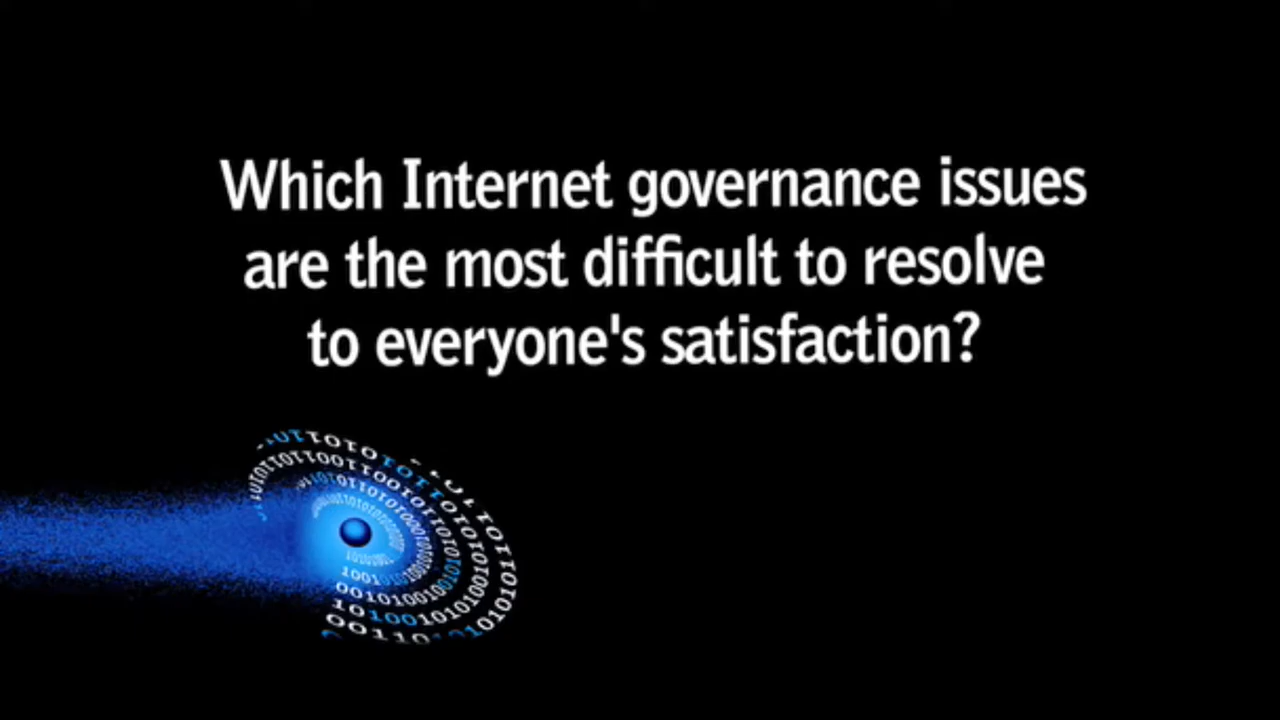 Which Internet governance issues
are the most difficult to resolve
to everyone's satisfaction?